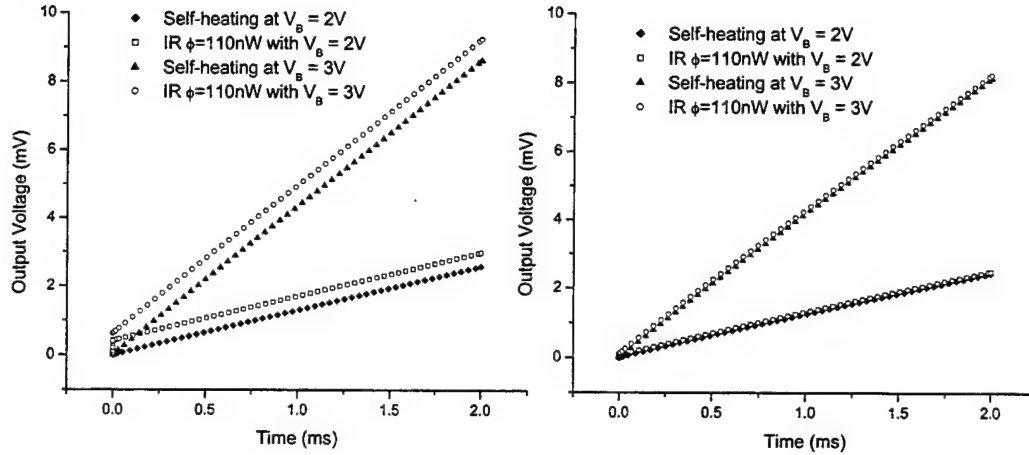 10
8
6
4
2
0
Output Voltage (mV)
◆ Self-heating at V_B = 2V
□ IR ϕ=110nW with V_B = 2V
▲ Self-heating at V_B = 3V
○ IR ϕ=110nW with V_B = 3V
0.0 0.5 1.0 1.5 2.0
Time (ms)
10
8
6
4
2
0
Output Voltage (mV)
◆ Self-heating at V_B = 2V
□ IR ϕ=110nW with V_B = 2V
▲ Self-heating at V_B = 3V
○ IR ϕ=110nW with V_B = 3V
0.0 0.5 1.0 1.5 2.0
Time (ms)